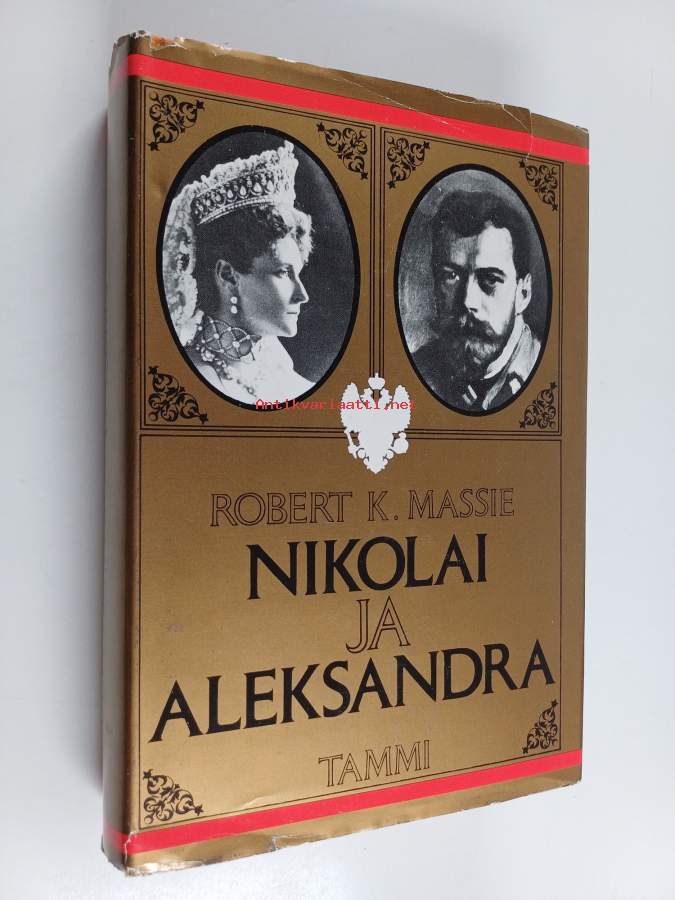 Antikvariaatti.net
ROBERT K. MASSIE
NIKOLAI
JA
ALEKSANDRA
TAMMI